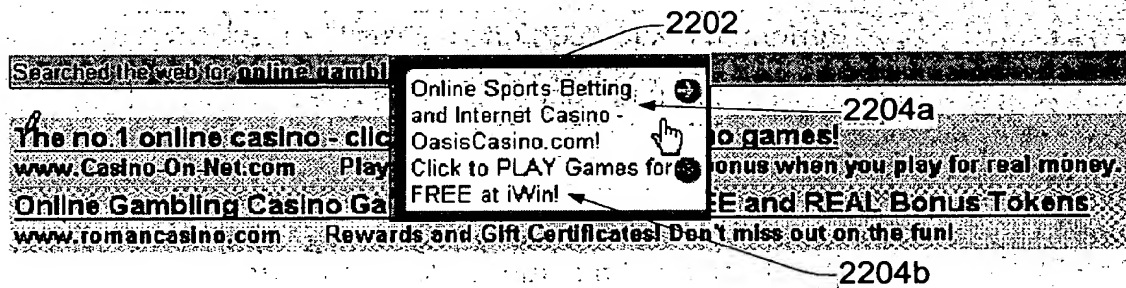 2202
Searched the web for online gambl
Online Sports Betting
and Internet Casino -
OasisCasino.com!
Click to PLAY Games for
FREE at iWin!
2204a
The no 1 online casino - clic o games!
www.Casino-On-Net.com Play onus when you play for real money.
Online Gambling Casino Ga EE and REAL Bonus Tokens
www.romancasino.com Rewards and Gift Certificates! Don't miss out on the fun!
2204b